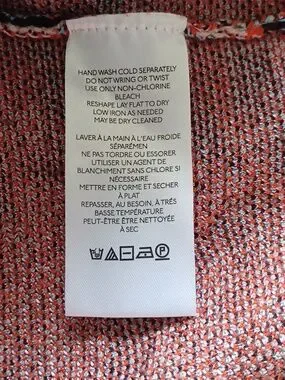 HAND WASH COLD SEPARATELY
DO NOT WRING OR TWIST
USE ONLY NON-CHLORINE
BLEACH
RESHAPE LAY FLAT TO DRY
LOW IRON AS NEEDED
MAY BE DRY CLEANED
LAVER À LA MAIN À L'EAU FROIDE
SÉPARÉMEN
NE PAS TORDRE OU ESSORER
UTILISER UN AGENT DE
BLANCHIMENT SANS CHLORE SI
NÉCESSAIRE
METTRE EN FORME ET SECHER
À PLAT
REPASSER, AU BESOIN, À TRÈS
BASSE TEMPÉRATURE
PEUT-ÊTRE ÊTRE NETTOYÉE
À SEC
P